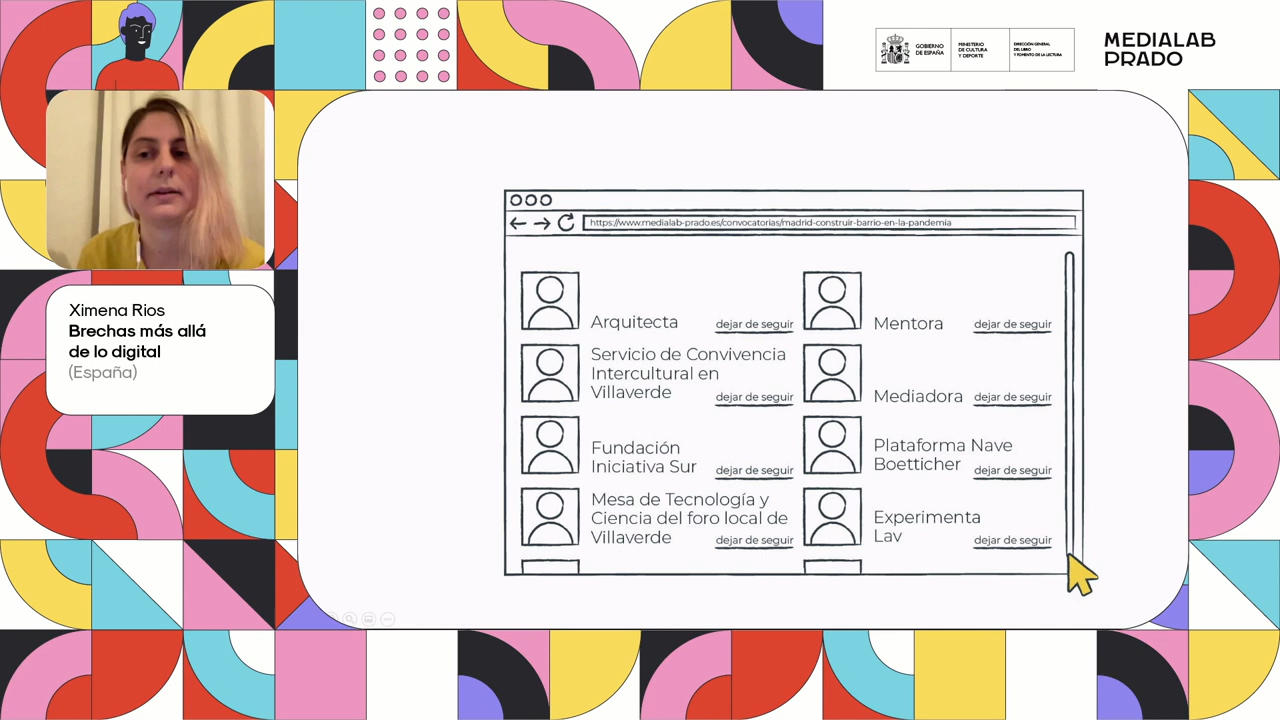 GOBIERNO
DE ESPAÑA
MINISTERIO
DE CULTURA
Y DEPORTE
DIRECCIÓN GENERAL
DEL LIBRO
Y FOMENTO DE LA LECTURA
MEDIALAB
PRADO
Ximena Rios
Brechas más allá
de lo digital
(España)
https://www.medialab-prado.es/convocatorias/madrid-construir-barrio-en-la-pandemia
Arquitecta
dejar de seguir
Mentora
dejar de seguir
Servicio de Convivencia
Intercultural en
Villaverde
dejar de seguir
Mediadora
dejar de seguir
Fundación
Iniciativa Sur
dejar de seguir
Plataforma Nave
Boetticher
dejar de seguir
Mesa de Tecnología y
Ciencia del foro local de
Villaverde
dejar de seguir
Experimenta
Lav
dejar de seguir